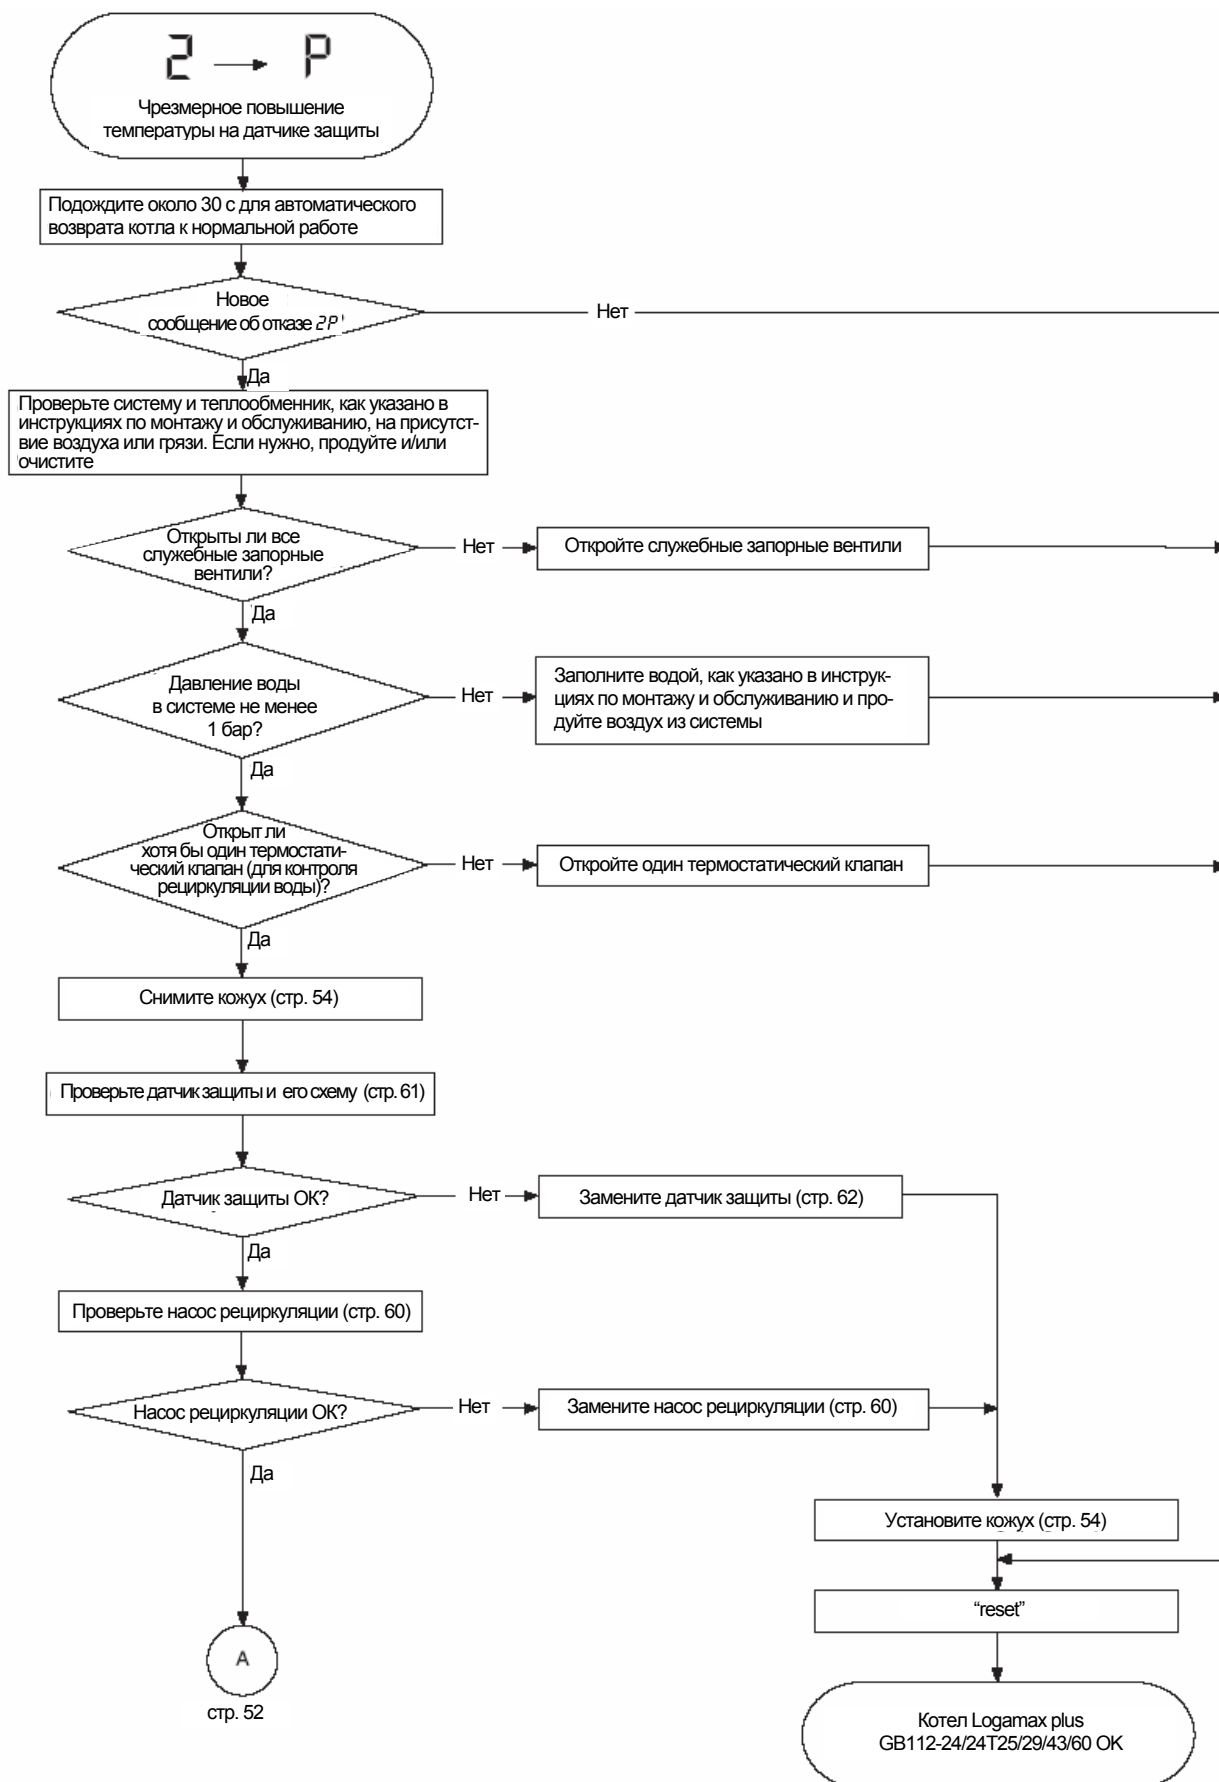 2 → P
Чрезмерное повышение
температуры на датчике защиты
Подождите около 30 с для автоматического
возврата котла к нормальной работе
Новое
сообщение об отказе 2P'
Нет
Да
Проверьте систему и теплообменник, как указано в
инструкциях по монтажу и обслуживанию, на присутст-
вие воздуха или грязи. Если нужно, продуйте и/или
очистите
Открыты ли все
служебные запорные
вентили?
Нет
Откройте служебные запорные вентили
Да
Давление воды
в системе не менее
1 бар?
Нет
Заполните водой, как указано в инструк-
циях по монтажу и обслуживанию и про-
дуйте воздух из системы
Да
Открыт ли
хотя бы один термостати-
ческий клапан (для контроля
рециркуляции воды)?
Нет
Откройте один термостатический клапан
Да
Снимите кожух (стр. 54)
Проверьте датчик защиты и его схему (стр. 61)
Датчик защиты ОК?
Нет
Замените датчик защиты (стр. 62)
Да
Проверьте насос рециркуляции (стр. 60)
Насос рециркуляции ОК?
Нет
Замените насос рециркуляции (стр. 60)
Да
Установите кожух (стр. 54)
“reset”
A
стр. 52
Котел Logamax plus
GB112-24/24T25/29/43/60 OK